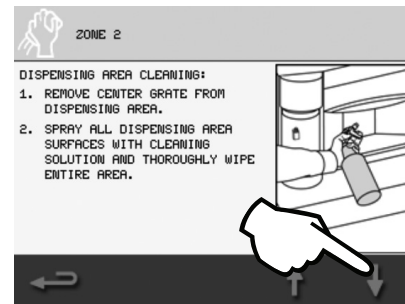 ZONE 2
DISPENSING AREA CLEANING:
1. REMOVE CENTER GRATE FROM
DISPENSING AREA.
2. SPRAY ALL DISPENSING AREA
SURFACES WITH CLEANING
SOLUTION AND THOROUGHLY WIPE
ENTIRE AREA.